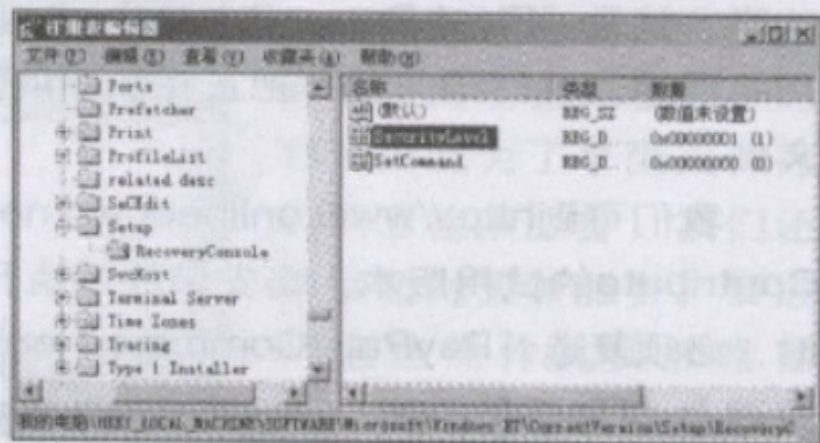 注册表编辑器
文件(F) 编辑(E) 查看(V) 收藏夹(A) 帮助(H)
Ports
Prefetcher
Print
ProfileList
related desc
SeCEdit
Setup
RecoveryConsole
SvcHost
Terminal Server
Time Zones
Tracing
Type 1 Installer
名称 类型 数据
(默认) REG_SZ (数值未设置)
SecurityLevel REG_D... 0x00000001 (1)
SetCommand REG_D... 0x00000000 (0)
我的电脑\HKEY_LOCAL_MACHINE\SOFTWARE\Microsoft\Windows NT\CurrentVersion\Setup\RecoveryC